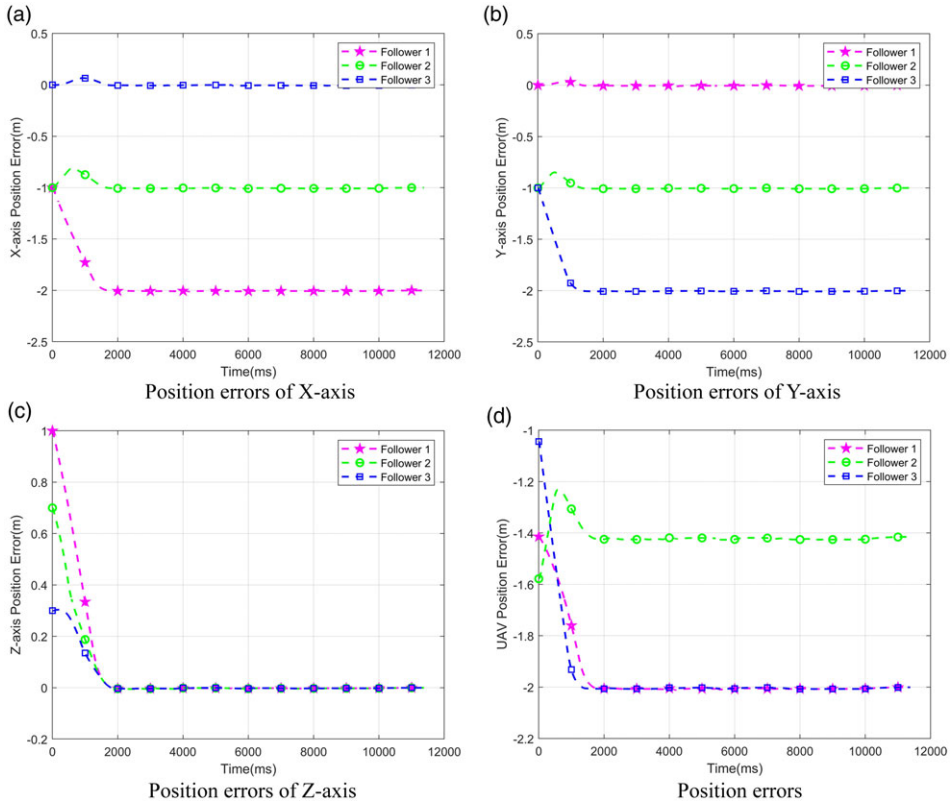 (a)
0.5
0
-0.5
-1
-1.5
-2
-2.5
X-axis Position Error(m)
Follower 1
Follower 2
Follower 3
0 2000 4000 6000 8000 10000 12000
Time(ms)
Position errors of X-axis
(b)
0.5
0
-0.5
-1
-1.5
-2
-2.5
Y-axis Position Error(m)
Follower 1
Follower 2
Follower 3
0 2000 4000 6000 8000 10000 12000
Time(ms)
Position errors of Y-axis
(c)
1
0.8
0.6
0.4
0.2
0
-0.2
Z-axis Position Error(m)
Follower 1
Follower 2
Follower 3
0 2000 4000 6000 8000 10000 12000
Time(ms)
Position errors of Z-axis
(d)
-1
-1.2
-1.4
-1.6
-1.8
-2
-2.2
UAV Position Error(m)
Follower 1
Follower 2
Follower 3
0 2000 4000 6000 8000 10000 12000
Time(ms)
Position errors